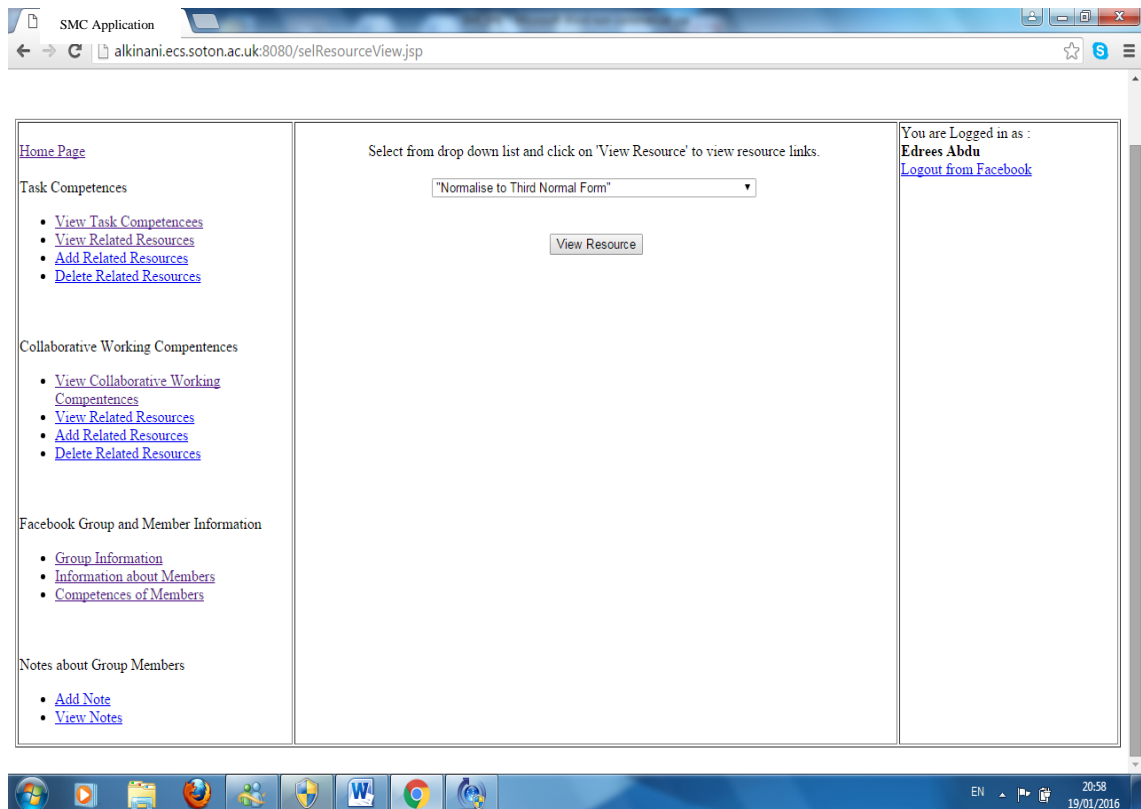 SMC Application
alkinani.ecs.soton.ac.uk:8080/selResourceView.jsp
Home Page
Task Competences
View Task Competencees
View Related Resources
Add Related Resources
Delete Related Resources
Collaborative Working Compentences
View Collaborative Working
Compentences
View Related Resources
Add Related Resources
Delete Related Resources
Facebook Group and Member Information
Group Information
Information about Members
Competences of Members
Notes about Group Members
Add Note
View Notes
Select from drop down list and click on 'View Resource' to view resource links.
"Normalise to Third Normal Form"
View Resource
You are Logged in as :
Edrees Abdu
Logout from Facebook
EN
20:58
19/01/2016